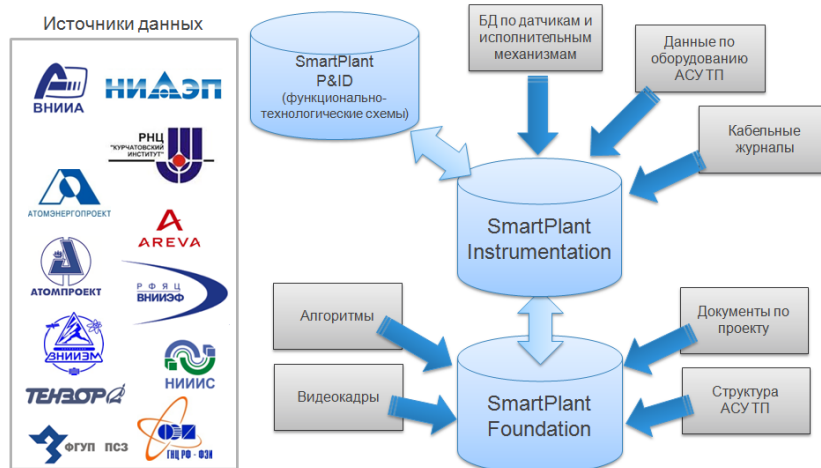 Источники данных
ВНИИА
НИАЭП
РНЦ
"КУРЧАТОВСКИЙ
ИНСТИТУТ"
АТОМЭНЕРГОПРОЕКТ
AREVA
АТОМПРОЕКТ
РФЯЦ
ВНИИЭФ
ВНИИЭМ
НИИИС
ТЕНЗОР
ФГУП ПСЗ
ФЭИ
ГНЦ РФ - ФЭИ
SmartPlant
P&ID
(функционально-
технологические схемы)
БД по датчикам и
исполнительным
механизмам
Данные по
оборудованию
АСУ ТП
Кабельные
журналы
SmartPlant
Instrumentation
Алгоритмы
Видеокадры
SmartPlant
Foundation
Документы по
проекту
Структура
АСУ ТП